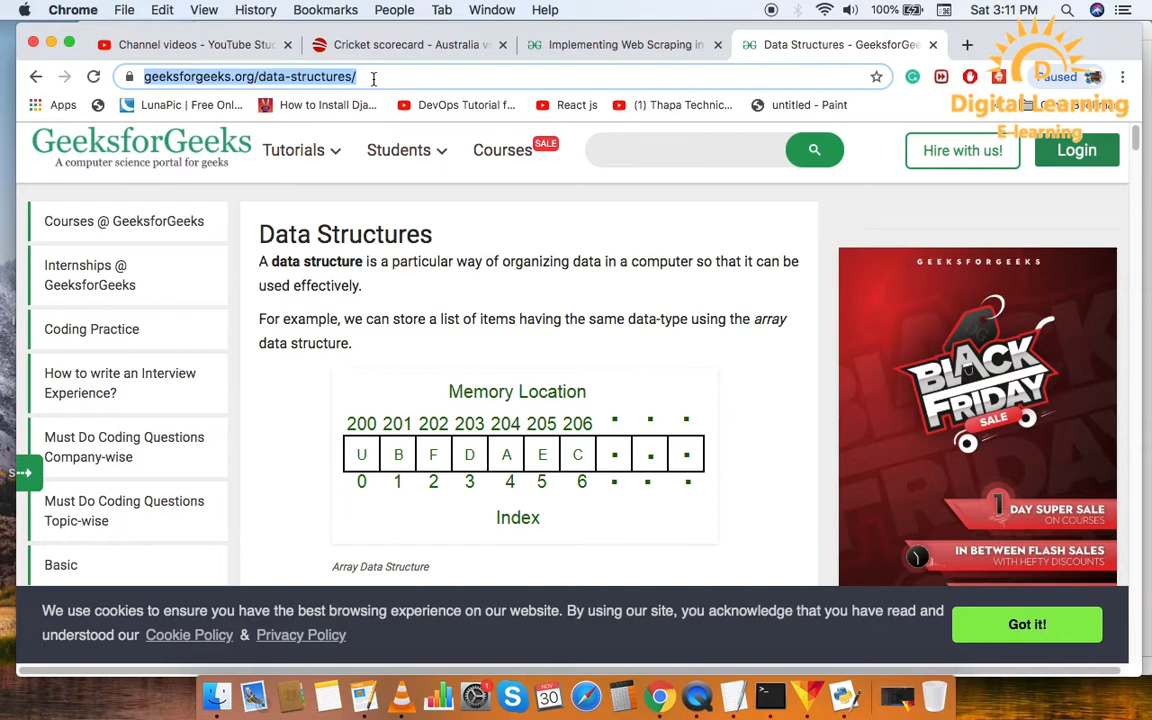 Chrome File Edit View History Bookmarks People Tab Window Help 100% Sat 3:11 PM
Channel videos - YouTube Stu Cricket scorecard - Australia v Implementing Web Scraping in Data Structures - GeeksforGee
geeksforgeeks.org/data-structures/ Paused
Apps LunaPic | Free Onl... How to Install Dja... DevOps Tutorial f... React js (1) Thapa Technic... untitled - Paint
Digital Learning
E-learning
GeeksforGeeks
A computer science portal for geeks
Tutorials Students Courses SALE Hire with us! Login
Courses @ GeeksforGeeks
Internships @
GeeksforGeeks
Coding Practice
How to write an Interview
Experience?
Must Do Coding Questions
Company-wise
Must Do Coding Questions
Topic-wise
Basic
Data Structures
A data structure is a particular way of organizing data in a computer so that it can be
used effectively.
For example, we can store a list of items having the same data-type using the array
data structure.
Memory Location
200 201 202 203 204 205 206
U B F D A E C
0 1 2 3 4 5 6
Index
Array Data Structure
GEEKSFORGEEKS
BLACK
FRIDAY
SALE
1 DAY SUPER SALE
ON COURSES
IN BETWEEN FLASH SALES
WITH HEFTY DISCOUNTS
We use cookies to ensure you have the best browsing experience on our website. By using our site, you acknowledge that you have read and
understood our Cookie Policy & Privacy Policy
Got it!
NOV
30
1